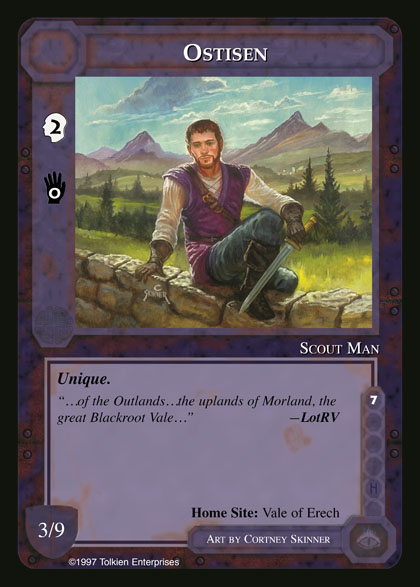 OSTISEN
2
C
SKINNER
SCOUT MAN
Unique.
“…of the Outlands…the uplands of Morland, the
great Blackroot Vale…” —LotRV
7
H
Home Site: Vale of Erech
3/9
ART BY CORTNEY SKINNER
©1997 Tolkien Enterprises